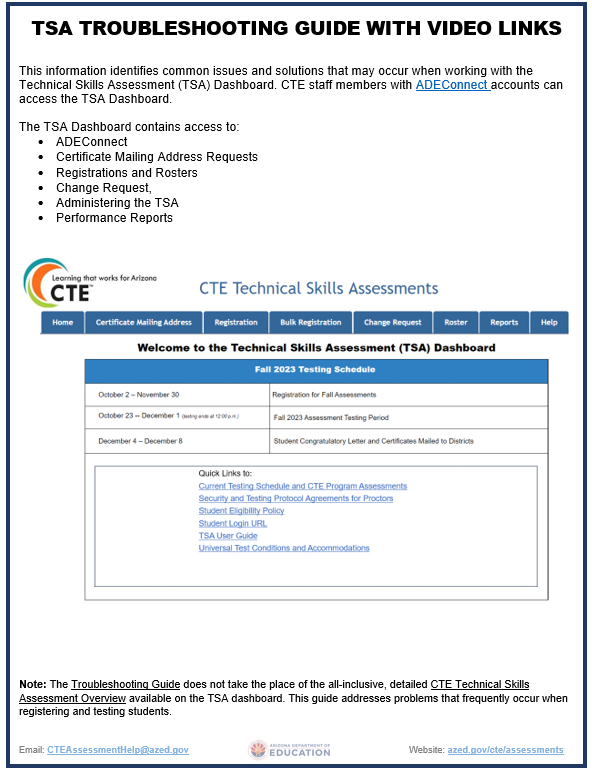 TSA TROUBLESHOOTING GUIDE WITH VIDEO LINKS
This information identifies common issues and solutions that may occur when working with the
Technical Skills Assessment (TSA) Dashboard. CTE staff members with ADEConnect accounts can
access the TSA Dashboard.
The TSA Dashboard contains access to:
• ADEConnect
• Certificate Mailing Address Requests
• Registrations and Rosters
• Change Request,
• Administering the TSA
• Performance Reports
Learning that works for Arizona
CTE™
CTE Technical Skills Assessments
Home Certificate Mailing Address Registration Bulk Registration Change Request Roster Reports Help
Welcome to the Technical Skills Assessment (TSA) Dashboard
Fall 2023 Testing Schedule
October 2 – November 30 Registration for Fall Assessments
October 23 -- December 1 (testing ends at 12:00 p.m.) Fall 2023 Assessment Testing Period
December 4 – December 8 Student Congratulatory Letter and Certificates Mailed to Districts
Quick Links to:
Current Testing Schedule and CTE Program Assessments
Security and Testing Protocol Agreements for Proctors
Student Eligibility Policy
Student Login URL
TSA User Guide
Universal Test Conditions and Accommodations
Note: The Troubleshooting Guide does not take the place of the all-inclusive, detailed CTE Technical Skills
Assessment Overview available on the TSA dashboard. This guide addresses problems that frequently occur when
registering and testing students.
Email: CTEAssessmentHelp@azed.gov
ARIZONA DEPARTMENT OF
EDUCATION
Website: azed.gov/cte/assessments